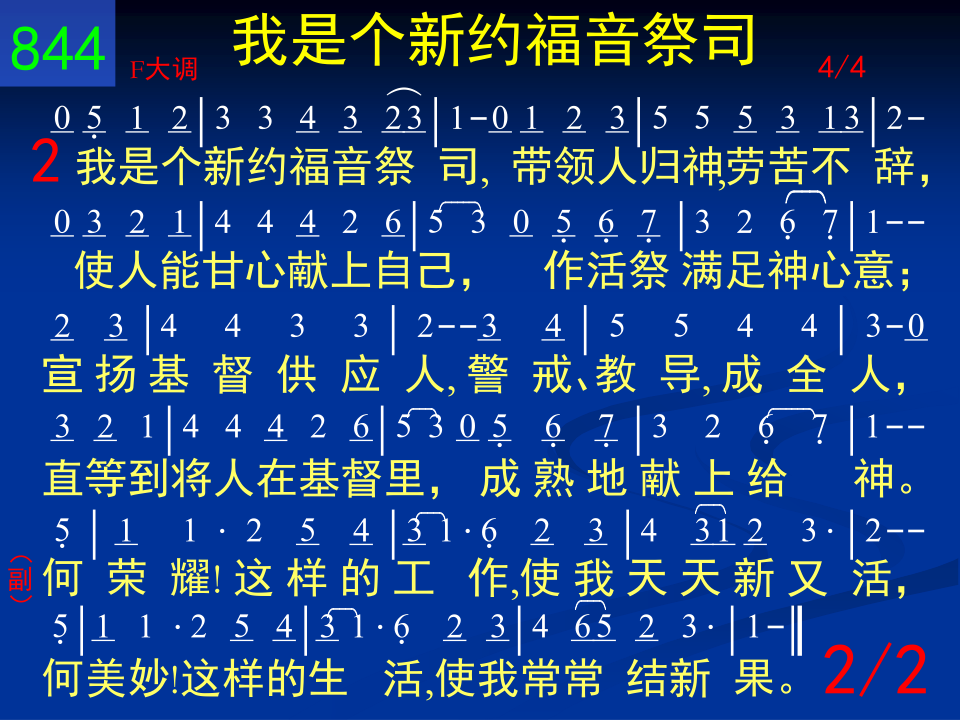 844 我是个新约福音祭司
F大调 4/4
0 5 1 2|3 3 4 3 23|1-0 1 2 3|5 5 5 3 13|2-
2 我是个新约福音祭 司, 带领人归神,劳苦不 辞，
0 3 2 1|4 4 4 2 6|5 3 0 5 6 7|3 2 6 7|1--
使人能甘心献上自己， 作活祭 满足神心意；
2 3|4 4 3 3|2--3 4|5 5 4 4|3-0
宣 扬 基 督 供 应 人, 警 戒、教 导, 成 全 人，
3 2 1|4 4 4 2 6|5 3 0 5 6 7|3 2 6 7|1--
直等到将人在基督里， 成 熟 地 献 上 给 神。
5|1 1·2 5 4|3 1·6 2 3|4 31 2 3·|2--
（副） 何 荣 耀! 这 样 的 工 作,使 我 天 天 新 又 活，
5|1 1·2 5 4|3 1·6 2 3|4 65 2 3·|1-‖
何美妙!这样的生 活,使我常常 结新 果。 2/2